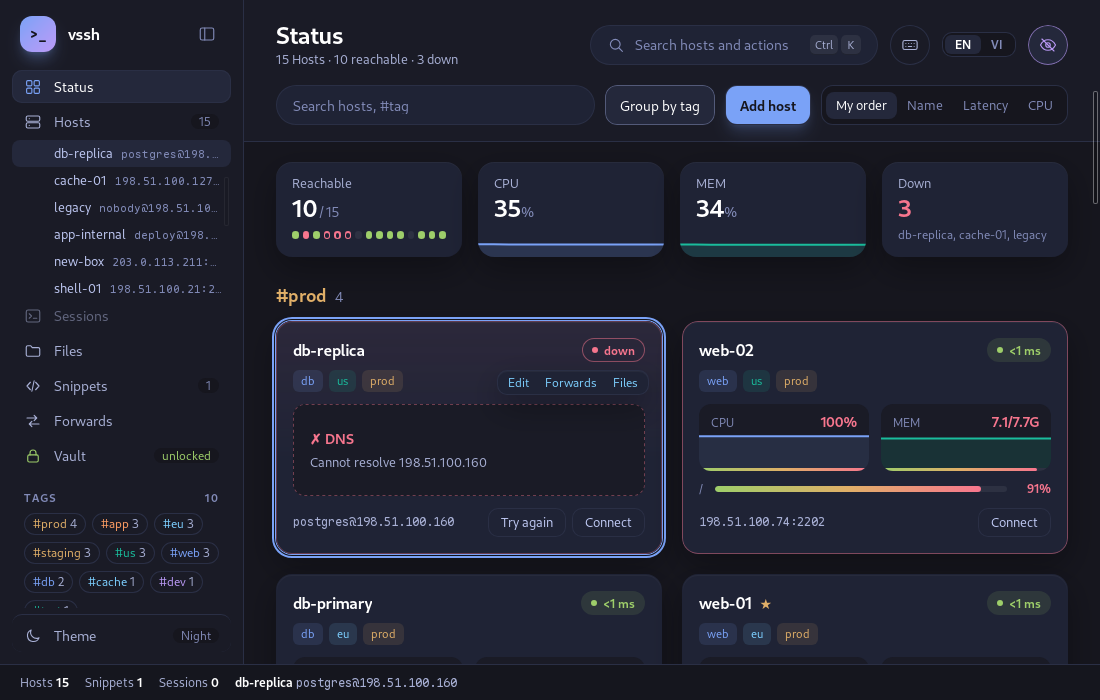 >_ vssh
Status
Hosts 15
db-replica postgres@198.…
cache-01 198.51.100.127…
legacy nobody@198.51.10…
app-internal deploy@198.…
new-box 203.0.113.211:…
shell-01 198.51.100.21:2…
Sessions
Files
Snippets 1
Forwards
Vault unlocked
TAGS 10
#prod 4 #app 3 #eu 3
#staging 3 #us 3 #web 3
#db 2 #cache 1 #dev 1
Theme Night
Status
15 Hosts · 10 reachable · 3 down
Search hosts and actions Ctrl K
EN VI
Search hosts, #tag
Group by tag
Add host
My order Name Latency CPU
Reachable
10 / 15
CPU
35%
MEM
34%
Down
3
db-replica, cache-01, legacy
#prod 4
db-replica down
db us prod
Edit Forwards Files
✗ DNS
Cannot resolve 198.51.100.160
postgres@198.51.100.160 Try again Connect
web-02 <1 ms
web us prod
CPU 100%
MEM 7.1/7.7G
/ 91%
198.51.100.74:2202 Connect
db-primary <1 ms
db eu prod
web-01 ★ <1 ms
web eu prod
Hosts 15 Snippets 1 Sessions 0 db-replica postgres@198.51.100.160